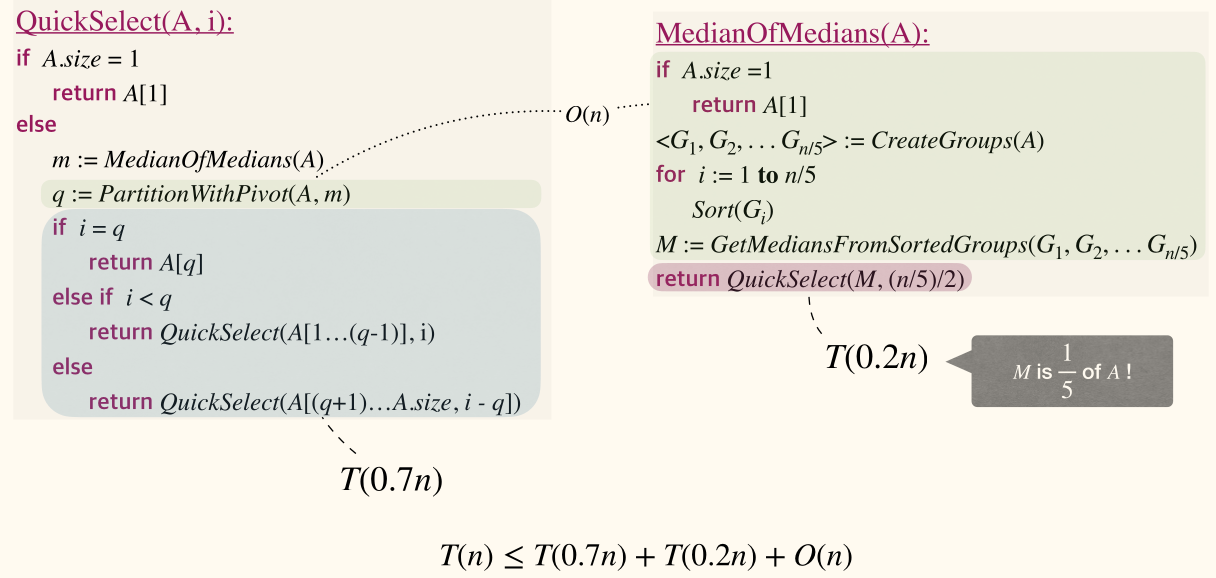 QuickSelect(A, i):
if A.size = 1
return A[1]
else
m := MedianOfMedians(A)
q := PartitionWithPivot(A, m)
if i = q
return A[q]
else if i < q
return QuickSelect(A[1…(q-1)], i)
else
return QuickSelect(A[(q+1)…A.size, i - q])
T(0.7n)
O(n)
MedianOfMedians(A):
if A.size =1
return A[1]
<G₁, G₂, … Gₙ/₅> := CreateGroups(A)
for i := 1 to n/5
Sort(Gᵢ)
M := GetMediansFromSortedGroups(G₁, G₂, … Gₙ/₅)
return QuickSelect(M, (n/5)/2)
T(0.2n)
M is 1/5 of A !
T(n) ≤ T(0.7n) + T(0.2n) + O(n)